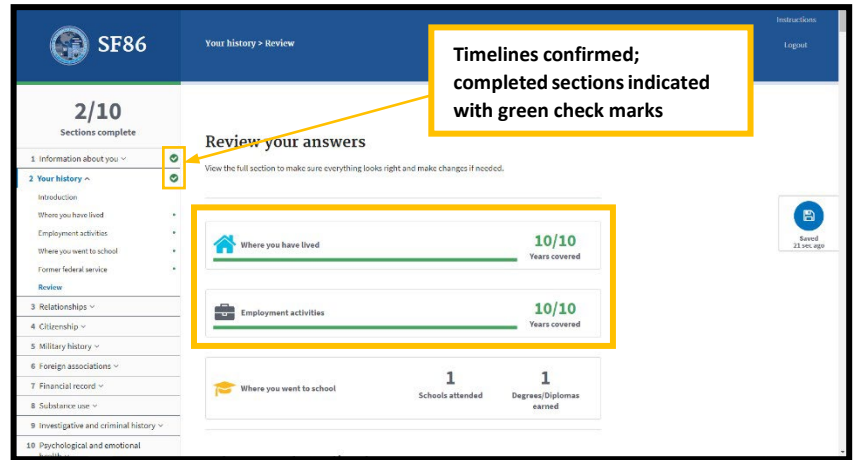 Instructions
SF86
Your history > Review
Logout
Timelines confirmed;
completed sections indicated
with green check marks
2/10
Sections complete
Review your answers
View the full section to make sure everything looks right and make changes if needed.
1 Information about you
2 Your history
Introduction
Where you have lived
Employment activities
Where you went to school
Former federal service
Review
3 Relationships
4 Citizenship
5 Military history
6 Foreign associations
7 Financial record
8 Substance use
9 Investigative and criminal history
10 Psychological and emotional
health
Where you have lived
10/10
Years covered
Employment activities
10/10
Years covered
Where you went to school
1
Schools attended
1
Degrees/Diplomas
earned
Saved
21 sec ago